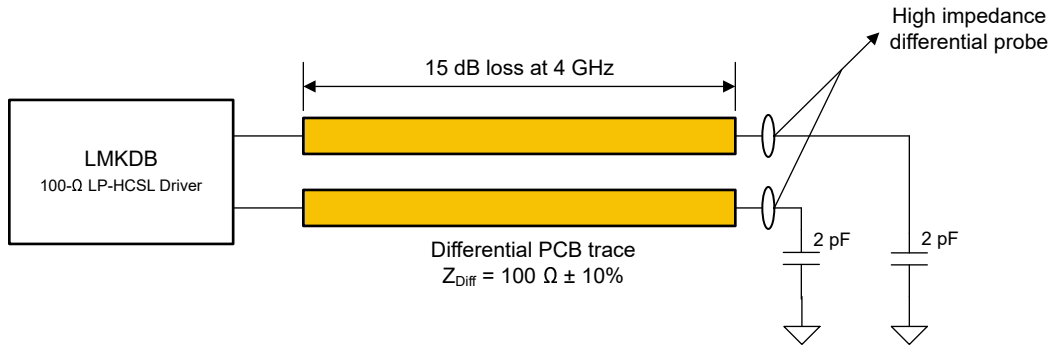 High impedance
differential probe
15 dB loss at 4 GHz
LMKDB
100-Ω LP-HCSL Driver
2 pF
2 pF
Differential PCB trace
Z_Diff = 100 Ω ± 10%